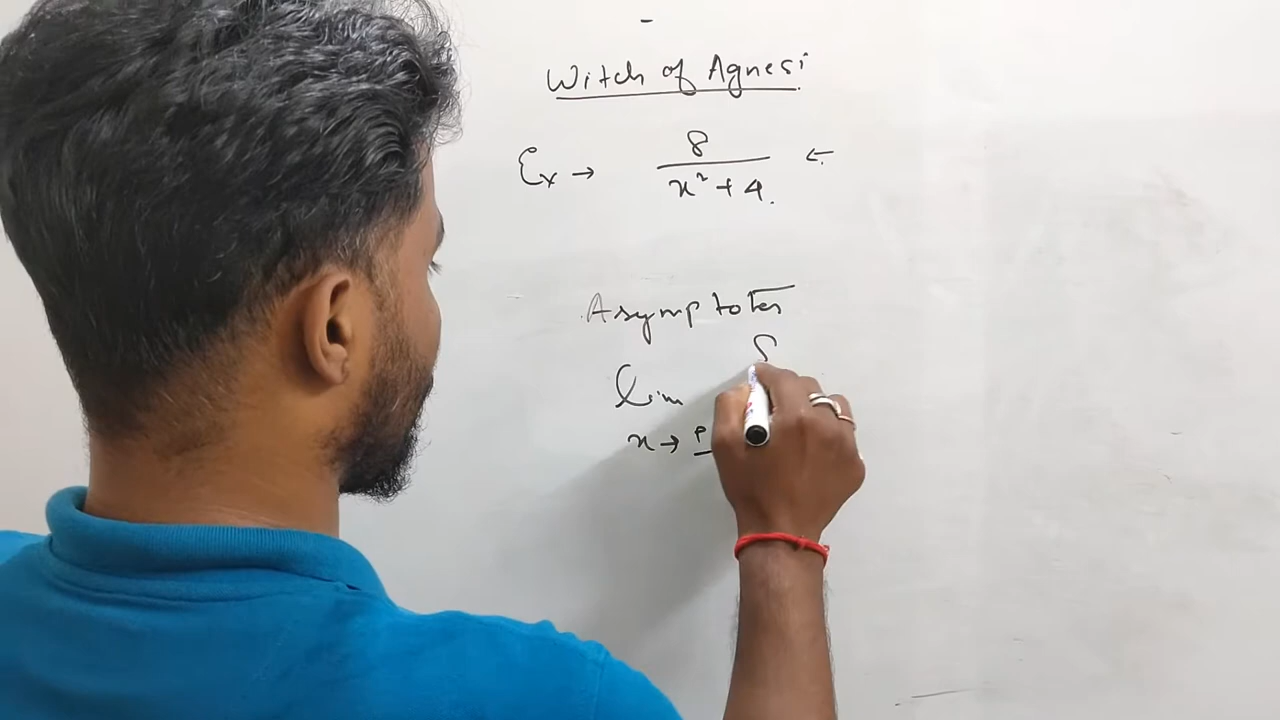 Witch of Agnesi
Ex → 8 / x² + 4 ←
Asymptotes
lim
x →